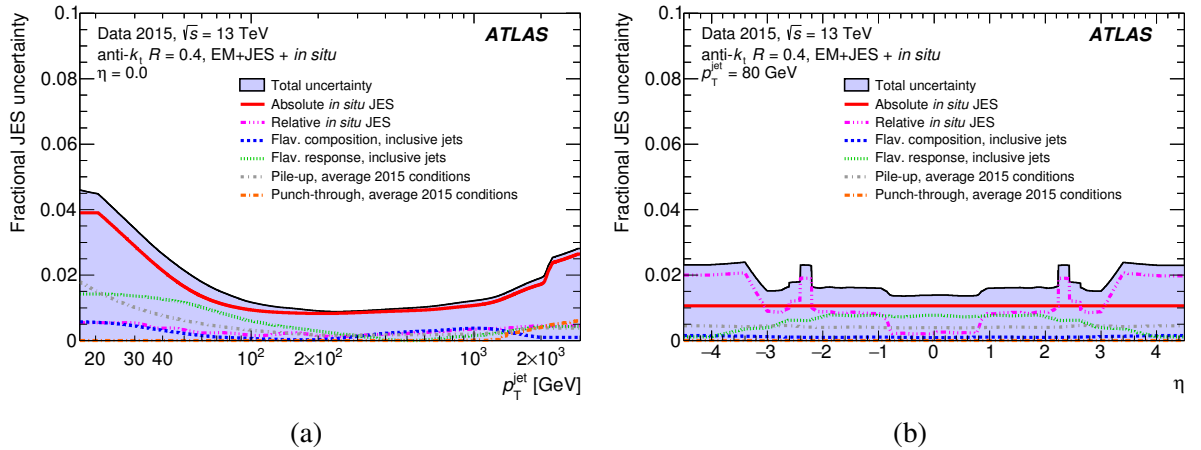 Fractional JES uncertainty
0.1
0.08
0.06
0.04
0.02
0
Data 2015, √s = 13 TeV
ATLAS
anti-kₜ R = 0.4, EM+JES + in situ
η = 0.0
Total uncertainty
Absolute in situ JES
Relative in situ JES
Flav. composition, inclusive jets
Flav. response, inclusive jets
Pile-up, average 2015 conditions
Punch-through, average 2015 conditions
20 30 40 10² 2×10² 10³ 2×10³
p_T^jet [GeV]
(a)
Fractional JES uncertainty
0.1
0.08
0.06
0.04
0.02
0
Data 2015, √s = 13 TeV
ATLAS
anti-kₜ R = 0.4, EM+JES + in situ
p_T^jet = 80 GeV
Total uncertainty
Absolute in situ JES
Relative in situ JES
Flav. composition, inclusive jets
Flav. response, inclusive jets
Pile-up, average 2015 conditions
Punch-through, average 2015 conditions
−4 −3 −2 −1 0 1 2 3 4
η
(b)